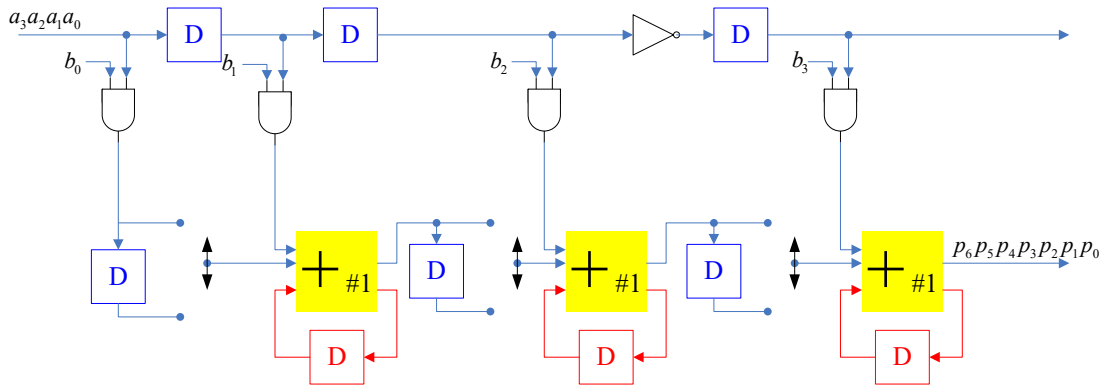 a₃a₂a₁a₀
D
D
D
b₀
b₁
b₂
b₃
D
+
#1
D
+
#1
D
+
#1
p₆p₅p₄p₃p₂p₁p₀
D
D
D